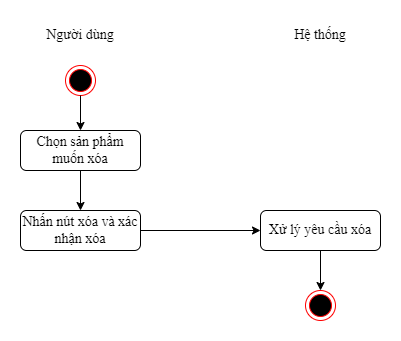 Người dùng
Hệ thống
Chọn sản phẩm
muốn xóa
Nhấn nút xóa và xác
nhận xóa
Xử lý yêu cầu xóa